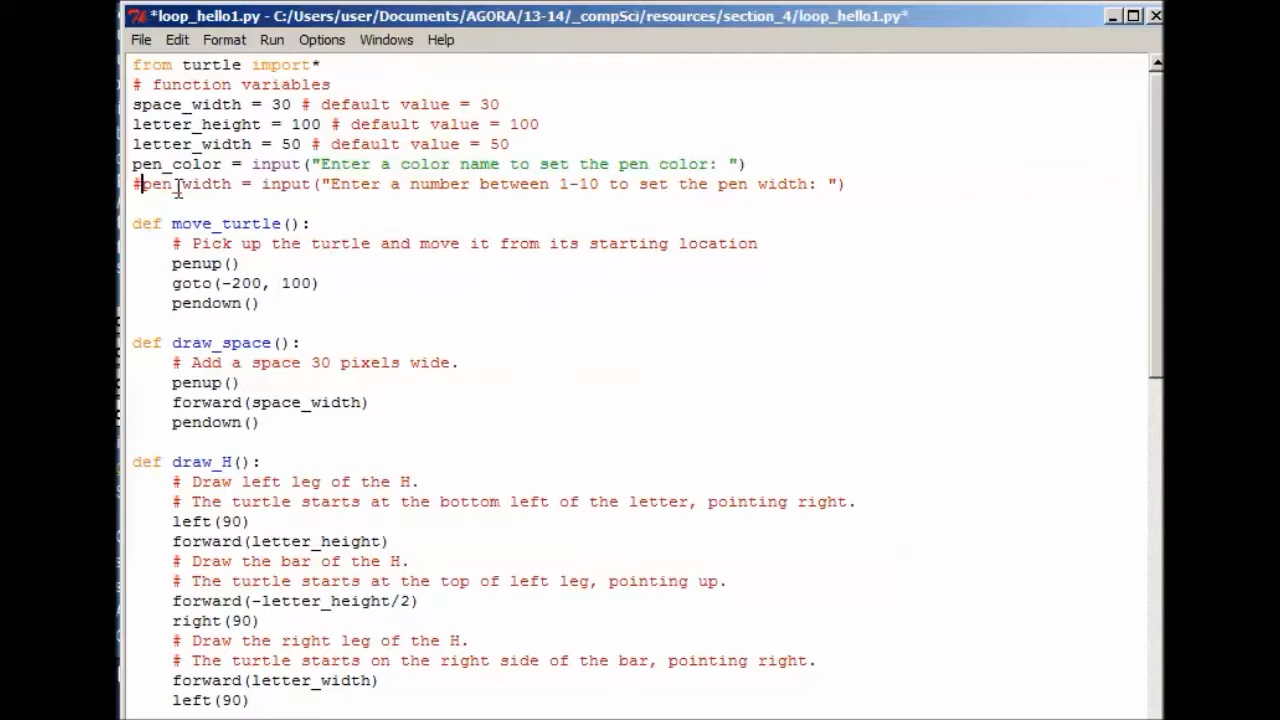 *loop_hello1.py - C:/Users/user/Documents/AGORA/13-14/_compSci/resources/section_4/loop_hello1.py*
File Edit Format Run Options Windows Help
from turtle import*
# function variables
space_width = 30 # default value = 30
letter_height = 100 # default value = 100
letter_width = 50 # default value = 50
pen_color = input("Enter a color name to set the pen color: ")
#pen_width = input("Enter a number between 1-10 to set the pen width: ")
def move_turtle():
# Pick up the turtle and move it from its starting location
penup()
goto(-200, 100)
pendown()
def draw_space():
# Add a space 30 pixels wide.
penup()
forward(space_width)
pendown()
def draw_H():
# Draw left leg of the H.
# The turtle starts at the bottom left of the letter, pointing right.
left(90)
forward(letter_height)
# Draw the bar of the H.
# The turtle starts at the top of left leg, pointing up.
forward(-letter_height/2)
right(90)
# Draw the right leg of the H.
# The turtle starts on the right side of the bar, pointing right.
forward(letter_width)
left(90)